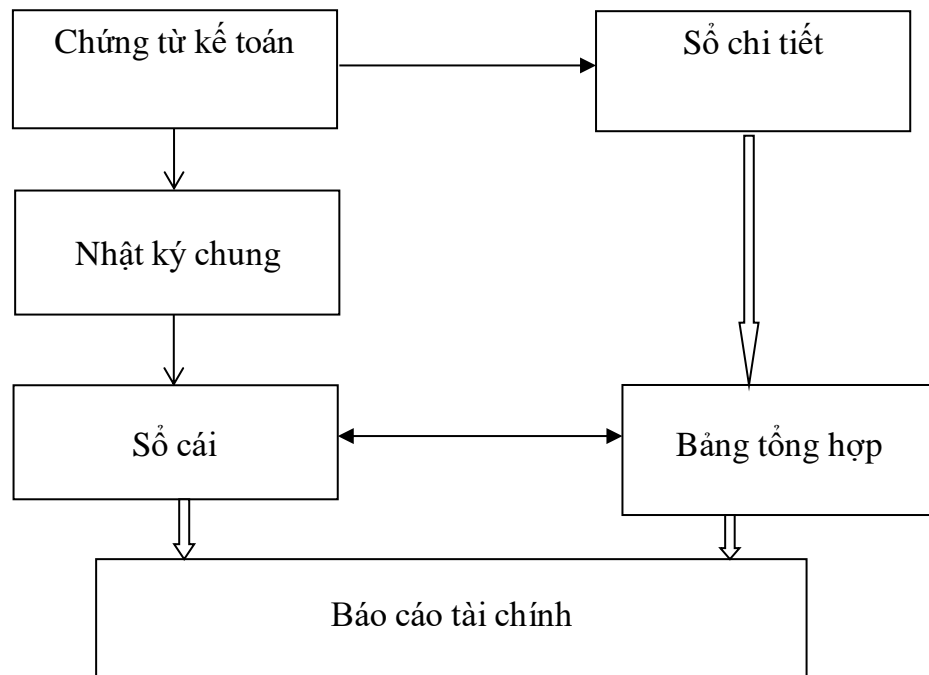 Chứng từ kế toán
Sổ chi tiết
Nhật ký chung
Sổ cái
Bảng tổng hợp
Báo cáo tài chính